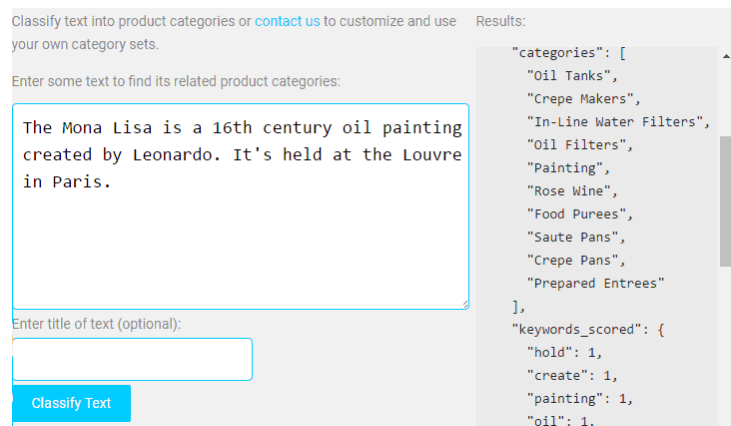 Classify text into product categories or contact us to customize and use
your own category sets.
Enter some text to find its related product categories:
The Mona Lisa is a 16th century oil painting
created by Leonardo. It's held at the Louvre
in Paris.
Enter title of text (optional):
Classify Text
Results:
"categories": [
"Oil Tanks",
"Crepe Makers",
"In-Line Water Filters",
"Oil Filters",
"Painting",
"Rose Wine",
"Food Purees",
"Saute Pans",
"Crepe Pans",
"Prepared Entrees"
],
"keywords_scored": {
"hold": 1,
"create": 1,
"painting": 1,
"oil": 1,